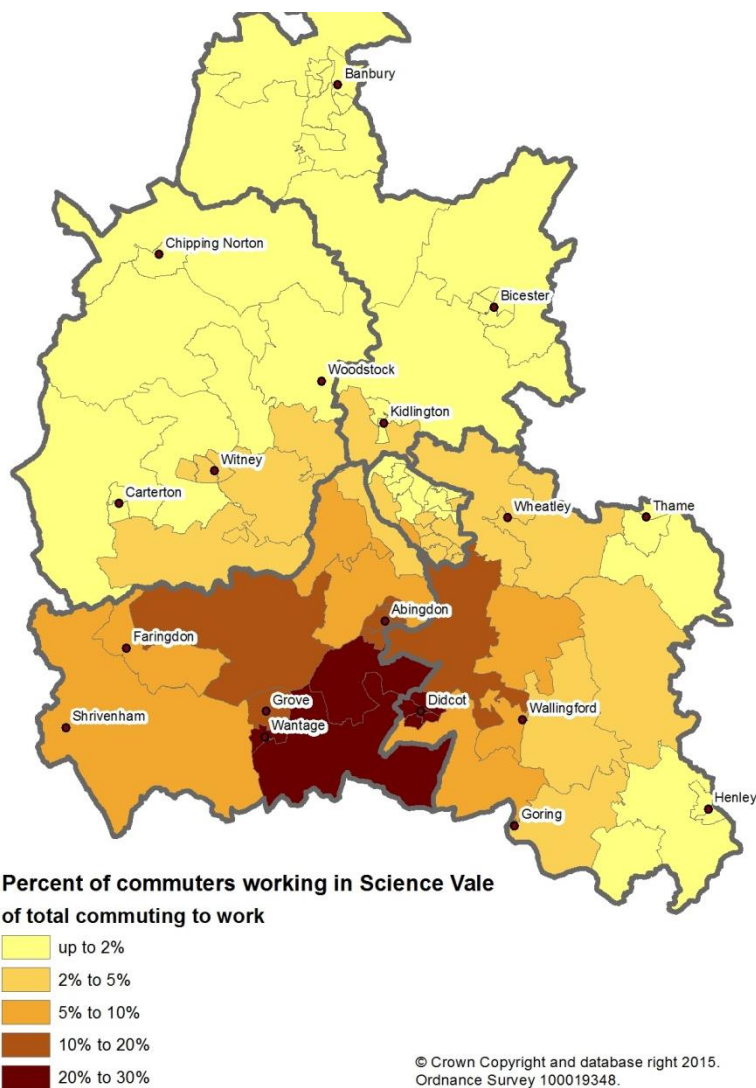 Banbury
Chipping Norton
Bicester
Woodstock
Kidlington
Witney
Carterton
Wheatley
Thame
Abingdon
Faringdon
Grove
Didcot
Wantage
Shrivenham
Wallingford
Henley
Goring
Percent of commuters working in Science Vale
of total commuting to work
up to 2%
2% to 5%
5% to 10%
10% to 20%
20% to 30%
© Crown Copyright and database right 2015.
Ordnance Survey 100019348.